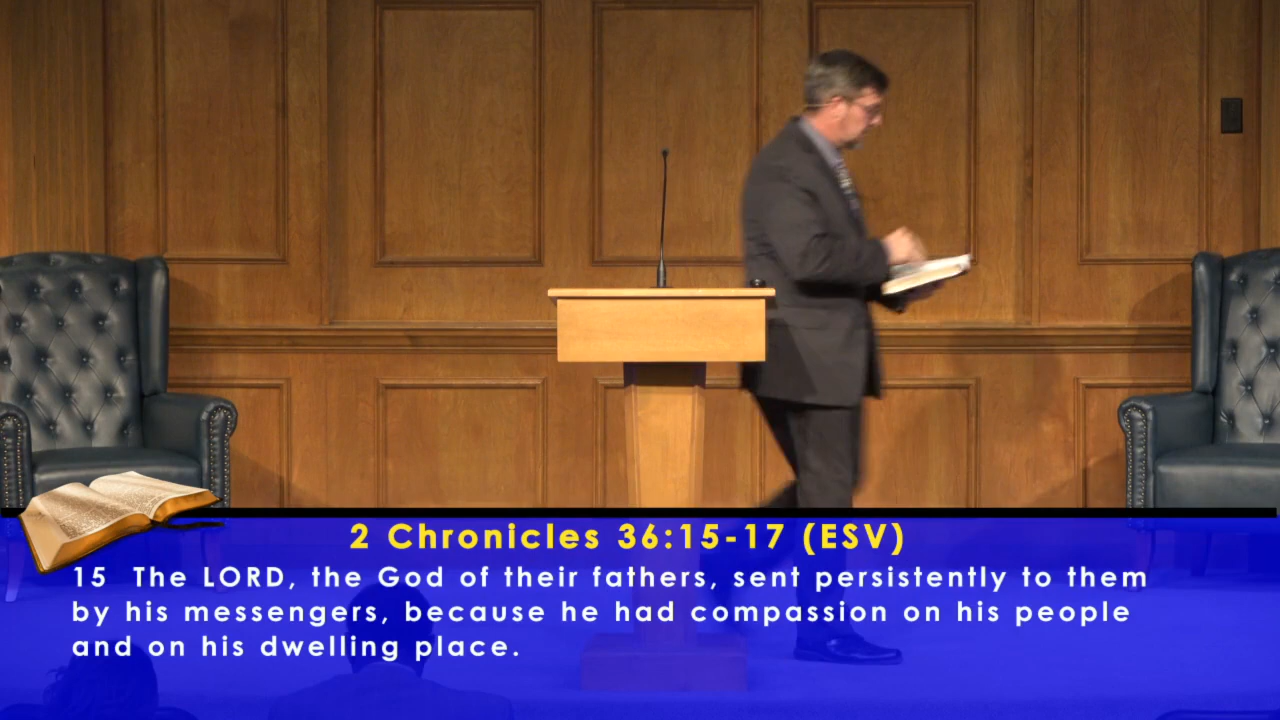 2 Chronicles 36:15-17 (ESV)
15 The LORD, the God of their fathers, sent persistently to them
by his messengers, because he had compassion on his people
and on his dwelling place.